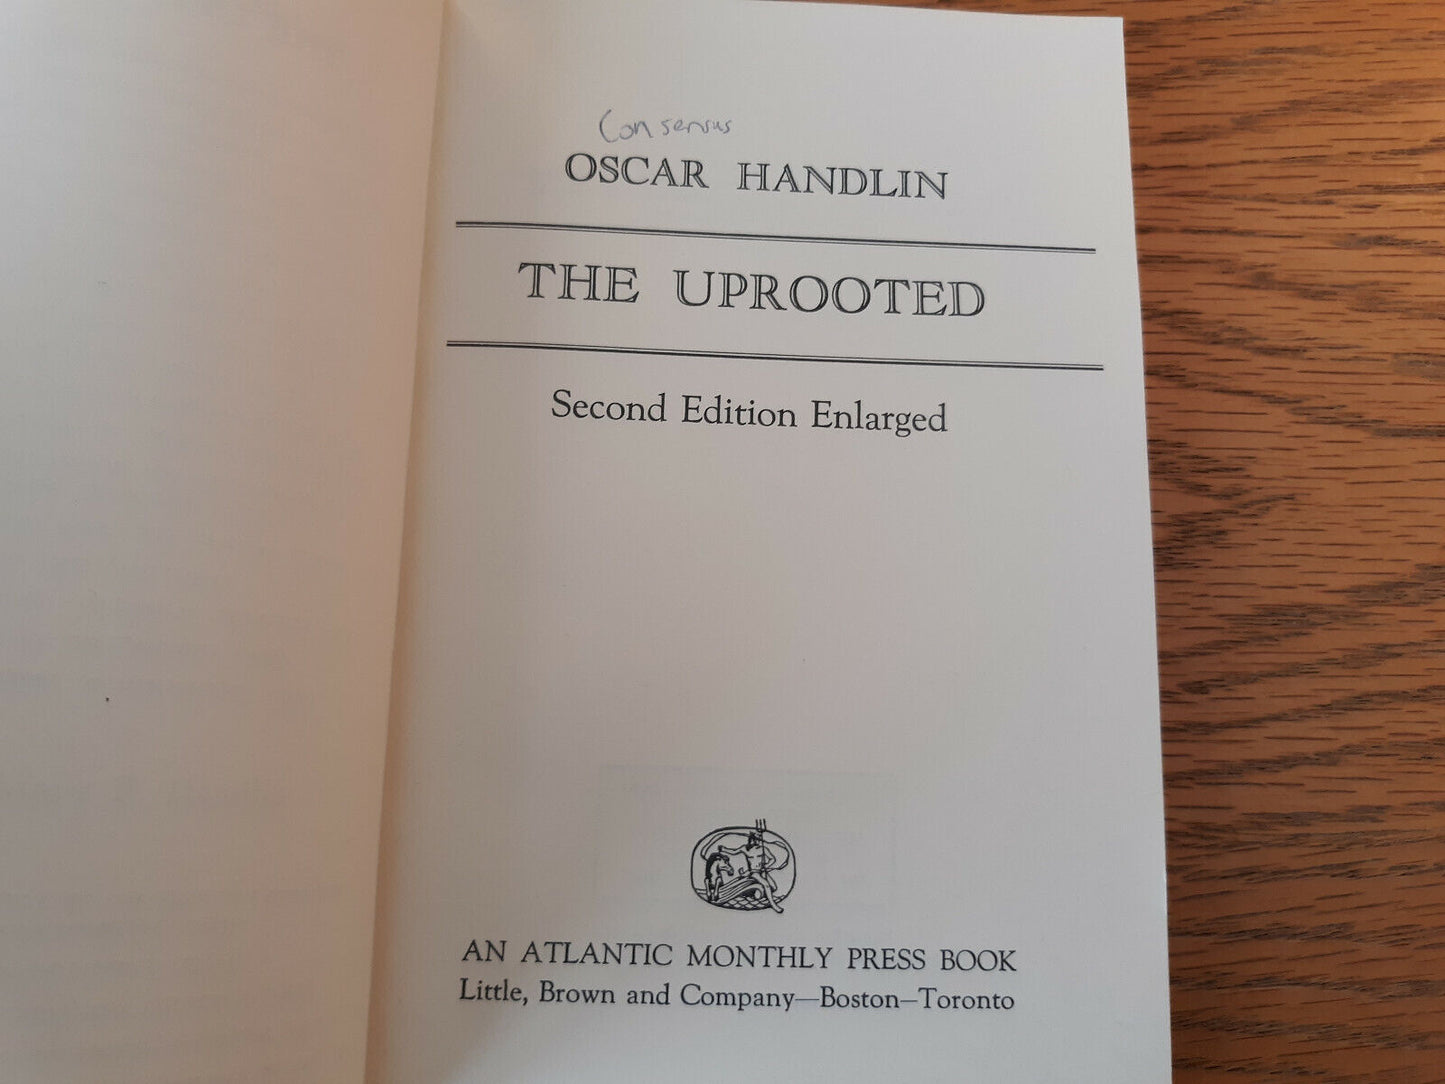 Consensus
OSCAR HANDLIN
THE UPROOTED
Second Edition Enlarged
AN ATLANTIC MONTHLY PRESS BOOK
Little, Brown and Company—Boston–Toronto